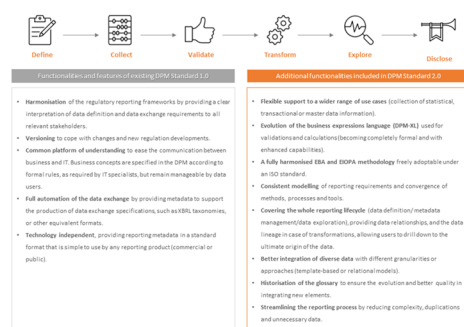 Define
Collect
Validate
Transform
Explore
Disclose
Functionalities and features of existing DPM Standard 1.0
• Harmonisation of the regulatory reporting frameworks by providing a clear
interpretation of data definition and data exchange requirements to all
relevant stakeholders.
• Versioning to cope with changes and new regulation developments.
• Common platform of understanding to ease the communication between
business and IT. Business concepts are specified in the DPM according to
formal rules, as required by IT specialists, but remain manageable by data
users.
• Full automation of the data exchange by providing metadata to support
the production of data exchange specifications, such as XBRL taxonomies,
or other equivalent formats.
• Technology independent, providing reporting metadata in a standard
format that is simple to use by any reporting product (commercial or
public).
Additional functionalities included in DPM Standard 2.0
• Flexible support to a wider range of use cases (collection of statistical,
transactional or master data information).
• Evolution of the business expressions language (DPM-XL) used for
validations and calculations (becoming completely formal and with
enhanced capabilities).
• A fully harmonised EBA and EIOPA methodology freely adoptable under
an ISO standard.
• Consistent modelling of reporting requirements and convergence of
methods, processes and tools.
• Covering the whole reporting lifecycle (data definition/ metadata
management/data exploration), providing data relationships, and the data
lineage in case of transformations, allowing users to drill down to the
ultimate origin of the data.
• Better integration of diverse data with different granularities or
approaches (template-based or relational models).
• Historisation of the glossary to ensure the evolution and better quality in
integrating new elements.
• Streamlining the reporting process by reducing complexity, duplications
and unnecessary data.